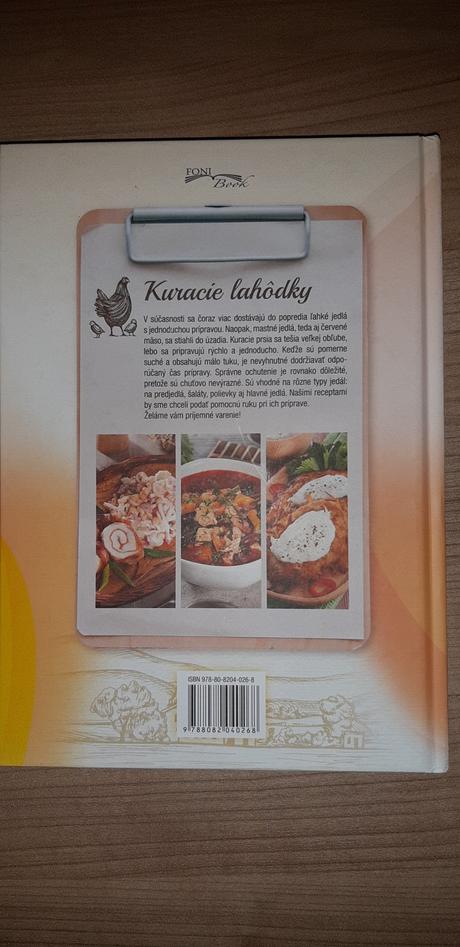 FONI
Book
Kuracie lahôdky
V súčasnosti sa čoraz viac dostávajú do popredia ľahké jedlá
s jednoduchou prípravou. Naopak, mastné jedlá, teda aj červené
mäso, sa stiahli do úzadia. Kuracie prsia sa tešia veľkej obľube,
lebo sa pripravujú rýchlo a jednoducho. Keďže sú pomerne
suché a obsahujú málo tuku, je nevyhnutné dodržiavať odpo-
rúčaný čas prípravy. Správne ochutenie je rovnako dôležité,
pretože sú chuťovo nevýrazné. Sú vhodné na rôzne typy jedál:
na predjedlá, šaláty, polievky aj hlavné jedlá. Našimi receptami
by sme chceli podať pomocnú ruku pri ich príprave.
Želáme vám príjemné varenie!
ISBN 978-80-8204-026-8
9 788082 040268